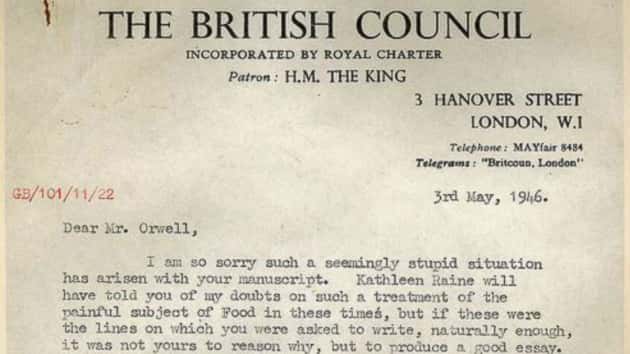 THE BRITISH COUNCIL
INCORPORATED BY ROYAL CHARTER
Patron: H.M. THE KING
3 HANOVER STREET
LONDON, W.1
Telephone: MAYfair 8484
Telegrams: "Britcoun, London"
GB/101/11/22
3rd May, 1946.
Dear Mr. Orwell,
I am so sorry such a seemingly stupid situation
has arisen with your manuscript. Kathleen Raine will
have told you of my doubts on such a treatment of the
painful subject of Food in these times, but if these were
the lines on which you were asked to write, naturally enough,
it was not yours to reason why, but to produce a good essay.